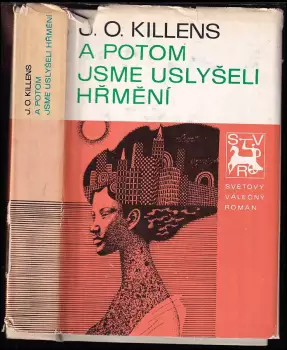 J. O. KILLENS
A POTOM
JSME USLYŠELI
HŘMĚNÍ
J. O. KILLENS
A POTOM
JSME USLYŠELI HŘMĚNÍ
S V
R
SVĚTOVÝ
VÁLEČNÝ
ROMÁN